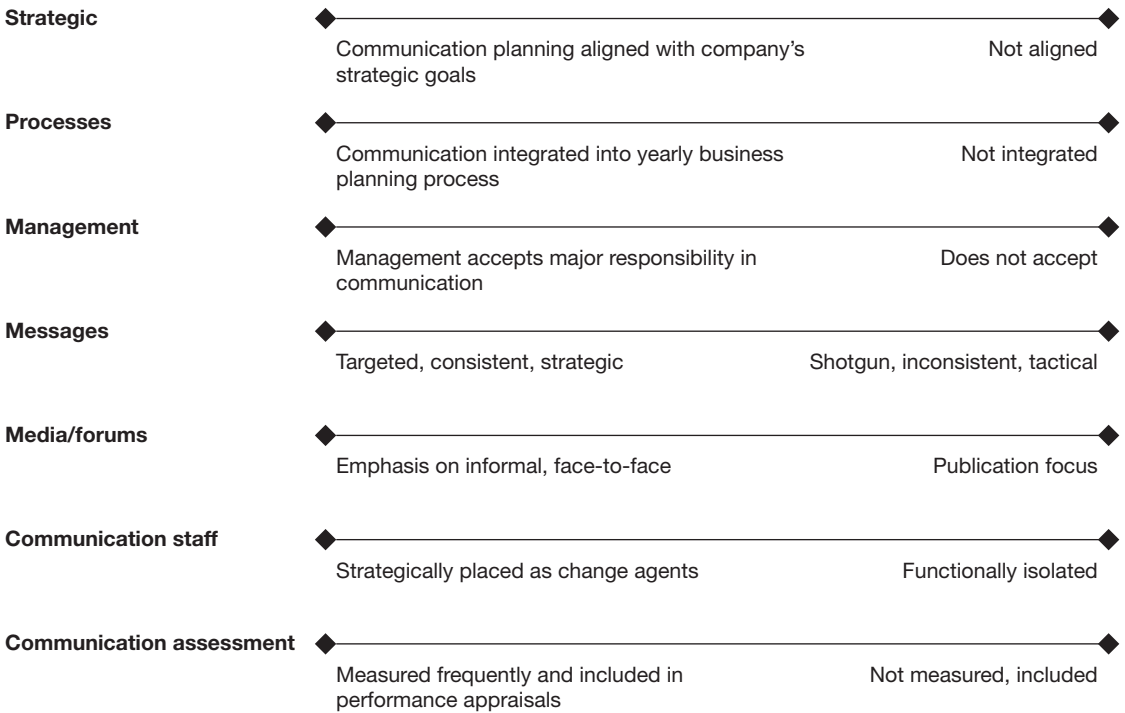 Strategic
Communication planning aligned with company's
strategic goals
Not aligned
Processes
Communication integrated into yearly business
planning process
Not integrated
Management
Management accepts major responsibility in
communication
Does not accept
Messages
Targeted, consistent, strategic
Shotgun, inconsistent, tactical
Media/forums
Emphasis on informal, face-to-face
Publication focus
Communication staff
Strategically placed as change agents
Functionally isolated
Communication assessment
Measured frequently and included in
performance appraisals
Not measured, included